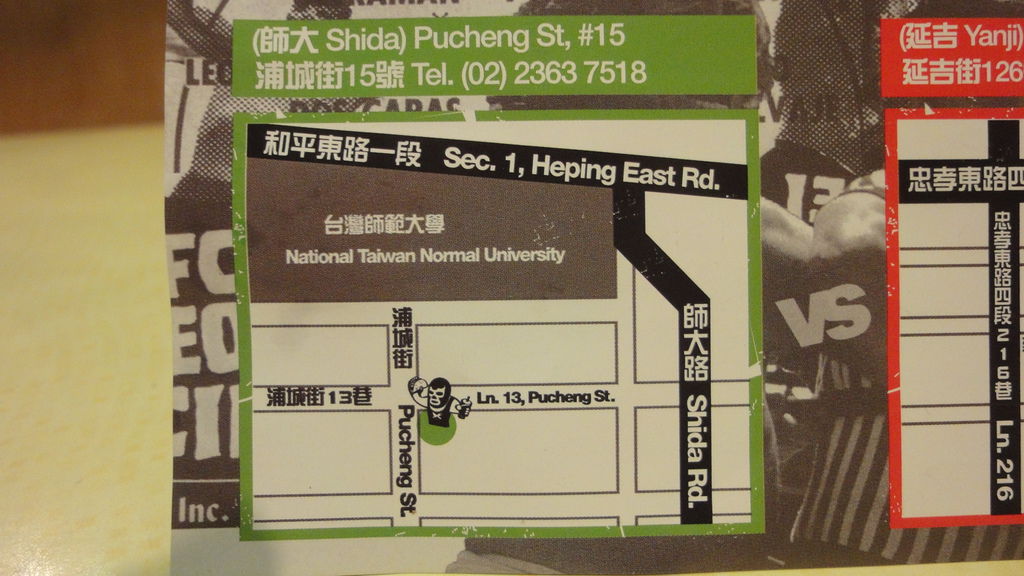 (師大 Shida) Pucheng St, #15
浦城街15號 Tel. (02) 2363 7518
和平東路一段 Sec. 1, Heping East Rd.
台灣師範大學
National Taiwan Normal University
浦城街
Pucheng St.
浦城街13巷
Ln. 13, Pucheng St.
師大路 Shida Rd.
VS
13
Inc.
(延吉 Yanji)
延吉街126
忠孝東路四
忠孝東路四段216巷 Ln. 216